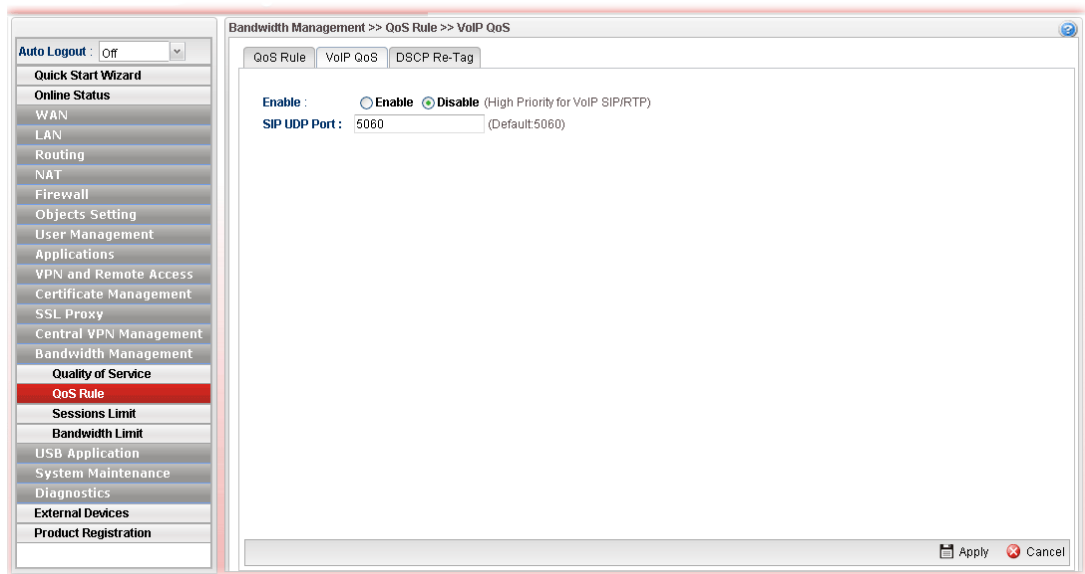 Bandwidth Management >> QoS Rule >> VoIP QoS
Auto Logout : Off
Quick Start Wizard
Online Status
WAN
LAN
Routing
NAT
Firewall
Objects Setting
User Management
Applications
VPN and Remote Access
Certificate Management
SSL Proxy
Central VPN Management
Bandwidth Management
Quality of Service
QoS Rule
Sessions Limit
Bandwidth Limit
USB Application
System Maintenance
Diagnostics
External Devices
Product Registration
QoS Rule VoIP QoS DSCP Re-Tag
Enable : Enable Disable (High Priority for VoIP SIP/RTP)
SIP UDP Port : 5060 (Default:5060)
Apply Cancel